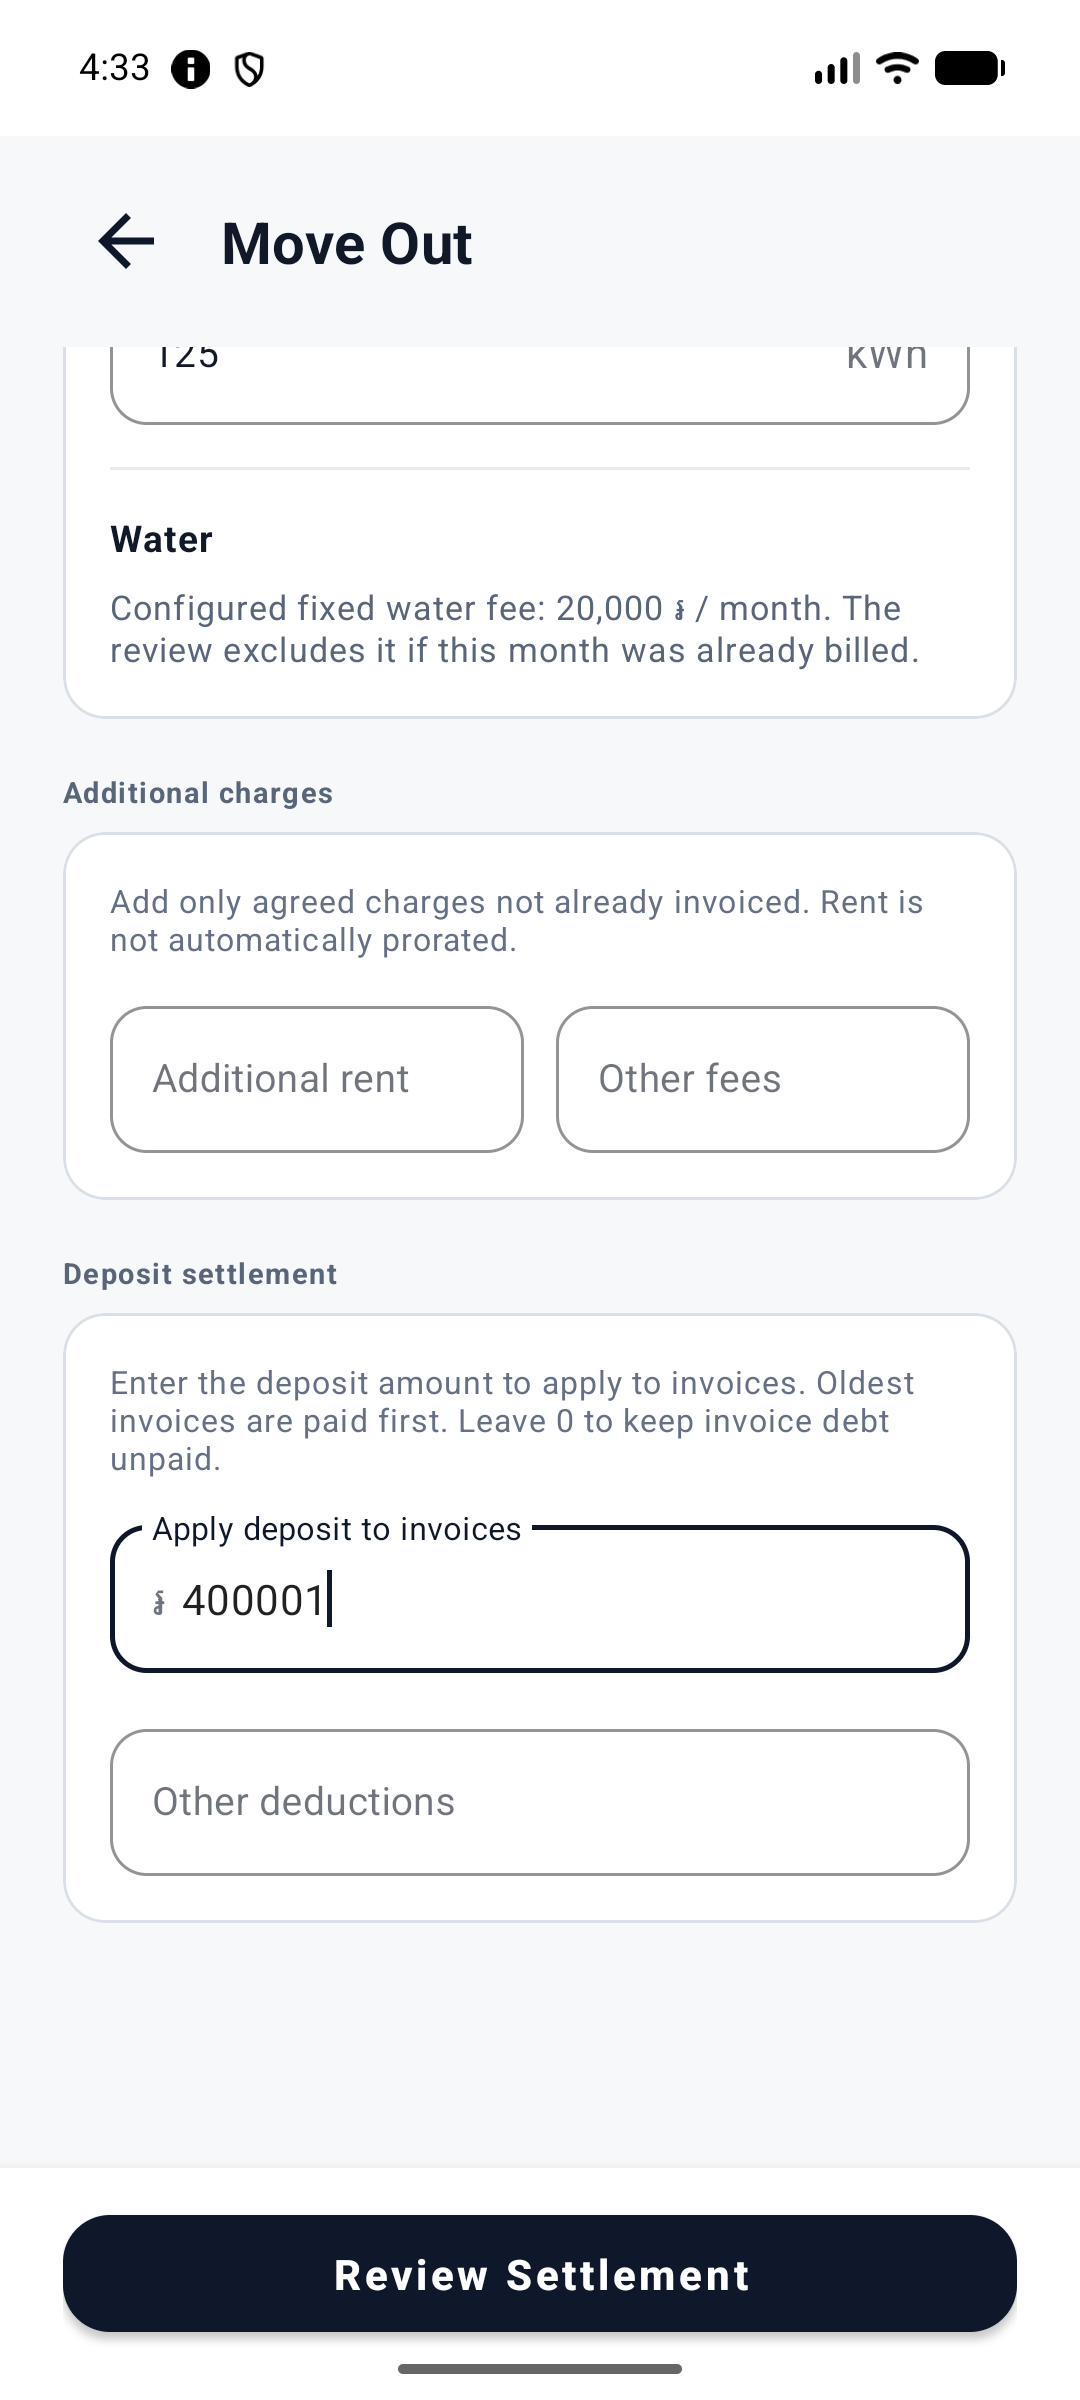 4:33
Move Out
125 kWh
Water
Configured fixed water fee: 20,000 ៛ / month. The
review excludes it if this month was already billed.
Additional charges
Add only agreed charges not already invoiced. Rent is
not automatically prorated.
Additional rent Other fees
Deposit settlement
Enter the deposit amount to apply to invoices. Oldest
invoices are paid first. Leave 0 to keep invoice debt
unpaid.
Apply deposit to invoices
៛ 400001
Other deductions
Review Settlement